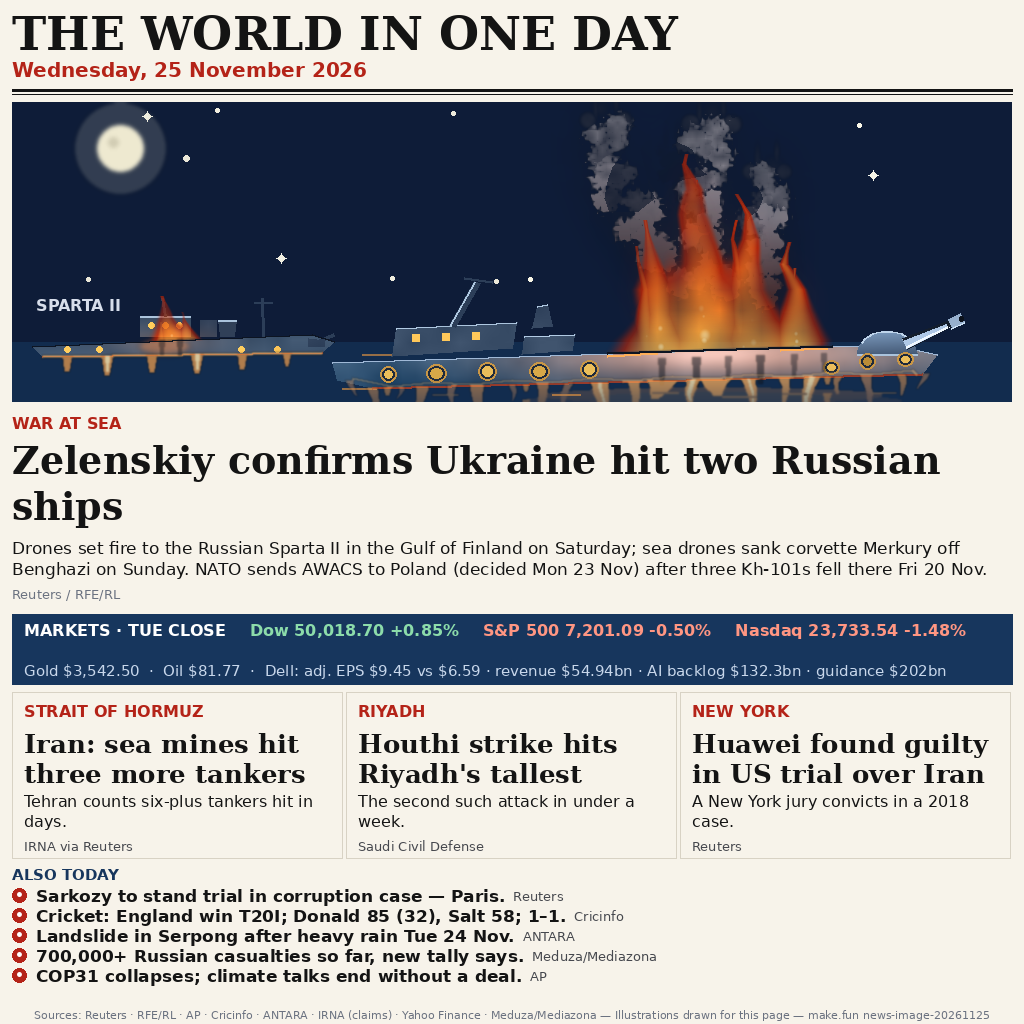 THE WORLD IN ONE DAY
Wednesday, 25 November 2026
SPARTA II
WAR AT SEA
Zelenskiy confirms Ukraine hit two Russian
ships
Drones set fire to the Russian Sparta II in the Gulf of Finland on Saturday; sea drones sank corvette Merkury off
Benghazi on Sunday. NATO sends AWACS to Poland (decided Mon 23 Nov) after three Kh-101s fell there Fri 20 Nov.
Reuters / RFE/RL
MARKETS · TUE CLOSE Dow 50,018.70 +0.85% S&P 500 7,201.09 -0.50% Nasdaq 23,733.54 -1.48%
Gold $3,542.50 · Oil $81.77 · Dell: adj. EPS $9.45 vs $6.59 · revenue $54.94bn · AI backlog $132.3bn · guidance $202bn
STRAIT OF HORMUZ
Iran: sea mines hit
three more tankers
Tehran counts six-plus tankers hit in
days.
IRNA via Reuters
RIYADH
Houthi strike hits
Riyadh's tallest
The second such attack in under a
week.
Saudi Civil Defense
NEW YORK
Huawei found guilty
in US trial over Iran
A New York jury convicts in a 2018
case.
Reuters
ALSO TODAY
Sarkozy to stand trial in corruption case — Paris. Reuters
Cricket: England win T20I; Donald 85 (32), Salt 58; 1–1. Cricinfo
Landslide in Serpong after heavy rain Tue 24 Nov. ANTARA
700,000+ Russian casualties so far, new tally says. Meduza/Mediazona
COP31 collapses; climate talks end without a deal. AP
Sources: Reuters · RFE/RL · AP · Cricinfo · ANTARA · IRNA (claims) · Yahoo Finance · Meduza/Mediazona — Illustrations drawn for this page — make.fun news-image-20261125